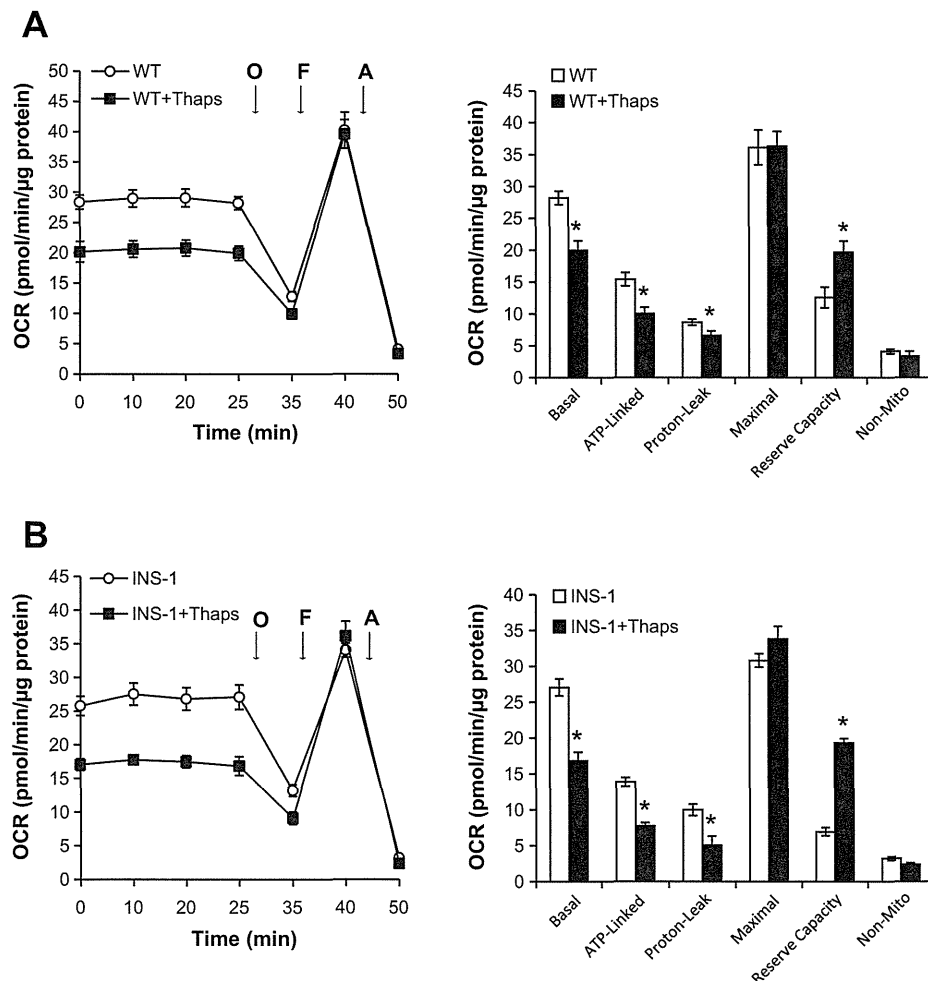 A
WT
WT+Thaps
O F A
OCR (pmol/min/µg protein)
50
45
40
35
30
25
20
15
10
5
0
0 10 20 25 35 40 50
Time (min)
WT
WT+Thaps
OCR (pmol/min/µg protein)
45
40
35
30
25
20
15
10
5
0
* * * *
Basal
ATP-Linked
Proton-Leak
Maximal
Reserve Capacity
Non-Mito
B
INS-1
INS-1+Thaps
O F A
OCR (pmol/min/µg protein)
45
40
35
30
25
20
15
10
5
0
0 10 20 25 35 40 50
Time (min)
INS-1
INS-1+Thaps
OCR (pmol/min/µg protein)
40
35
30
25
20
15
10
5
0
* * * *
Basal
ATP-Linked
Proton-Leak
Maximal
Reserve Capacity
Non-Mito